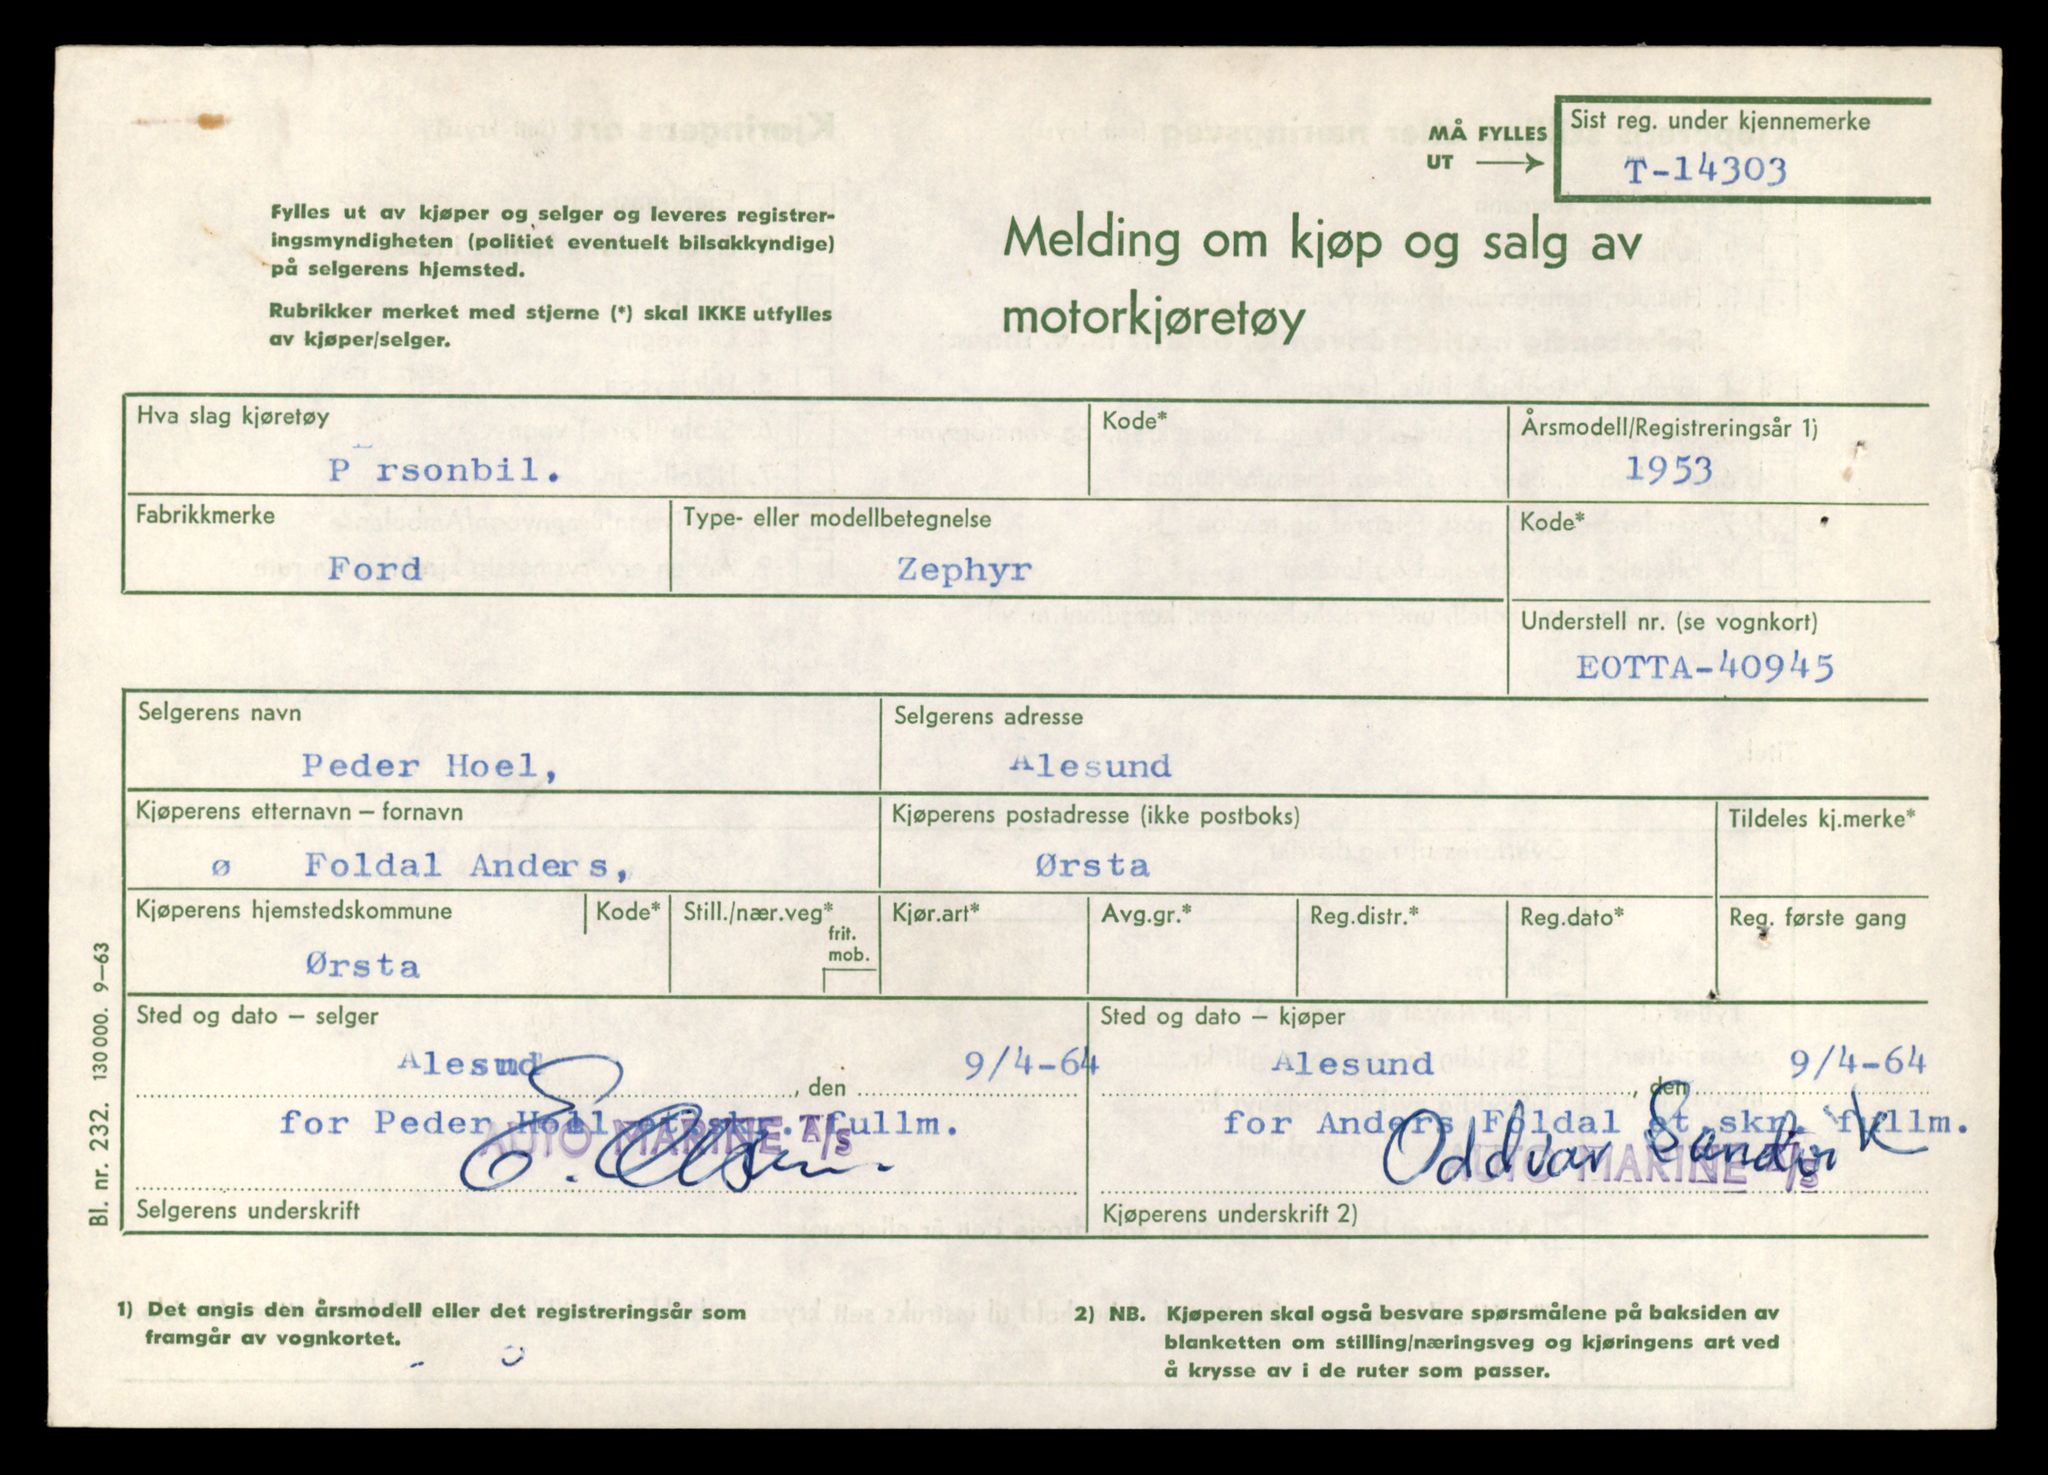 MÅ FYLLES
UT
Sist reg. under kjennemerke
T-14303
Fylles ut av kjøper og selger og leveres registrer-
ingsmyndigheten (politiet eventuelt bilsakkyndige)
på selgerens hjemsted.
Rubrikker merket med stjerne (*) skal IKKE utfylles
av kjøper/selger.
Melding om kjøp og salg av
motorkjøretøy
Hva slag kjøretøy
P rsonbil.
Kode*
Årsmodell/Registreringsår 1)
1953
Fabrikkmerke
Ford
Type- eller modellbetegnelse
Zephyr
Kode*
Understell nr. (se vognkort)
EOTTA-40945
Selgerens navn
Peder Hoel,
Selgerens adresse
Alesund
Kjøperens etternavn – fornavn
ø Foldal Anders,
Kjøperens postadresse (ikke postboks)
Ørsta
Tildeles kj.merke*
Kjøperens hjemstedskommune
Ørsta
Kode*
Still./nær.veg*
frit.
mob.
Kjør.art*
Avg.gr.*
Reg.distr.*
Reg.dato*
Reg. første gang
Sted og dato – selger
Alesund , den 9/4-64
for Peder Hoel et.skr. fullm.
AUTO MARINE A/S
E. Olsen.
Selgerens underskrift
Sted og dato – kjøper
Alesund , den 9/4-64
for Anders Foldal et.skr. fyllm.
AUTO MARINE A/S
Oddvar Sandvik
Kjøperens underskrift 2)
Bl. nr. 232. 130 000. 9–63
1) Det angis den årsmodell eller det registreringsår som
framgår av vognkortet.
2) NB. Kjøperen skal også besvare spørsmålene på baksiden av
blanketten om stilling/næringsveg og kjøringens art ved
å krysse av i de ruter som passer.